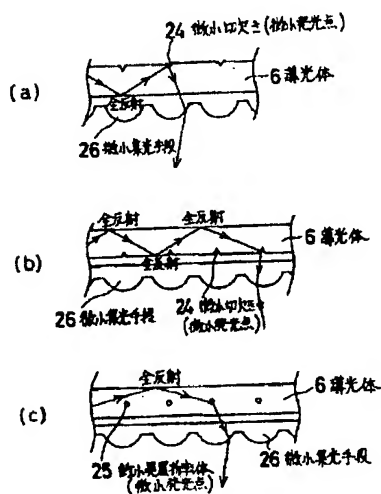 24 微小切欠き(微小発光点)
(a)
6 導光体
全反射
26 微小集光手段
全反射
全反射
(b)
6 導光体
全反射
26 微小集光手段
24 微小切欠き
(微小発光点)
全反射
(c)
6 導光体
25 微小異屈折率体
(微小発光点)
26 微小集光手段